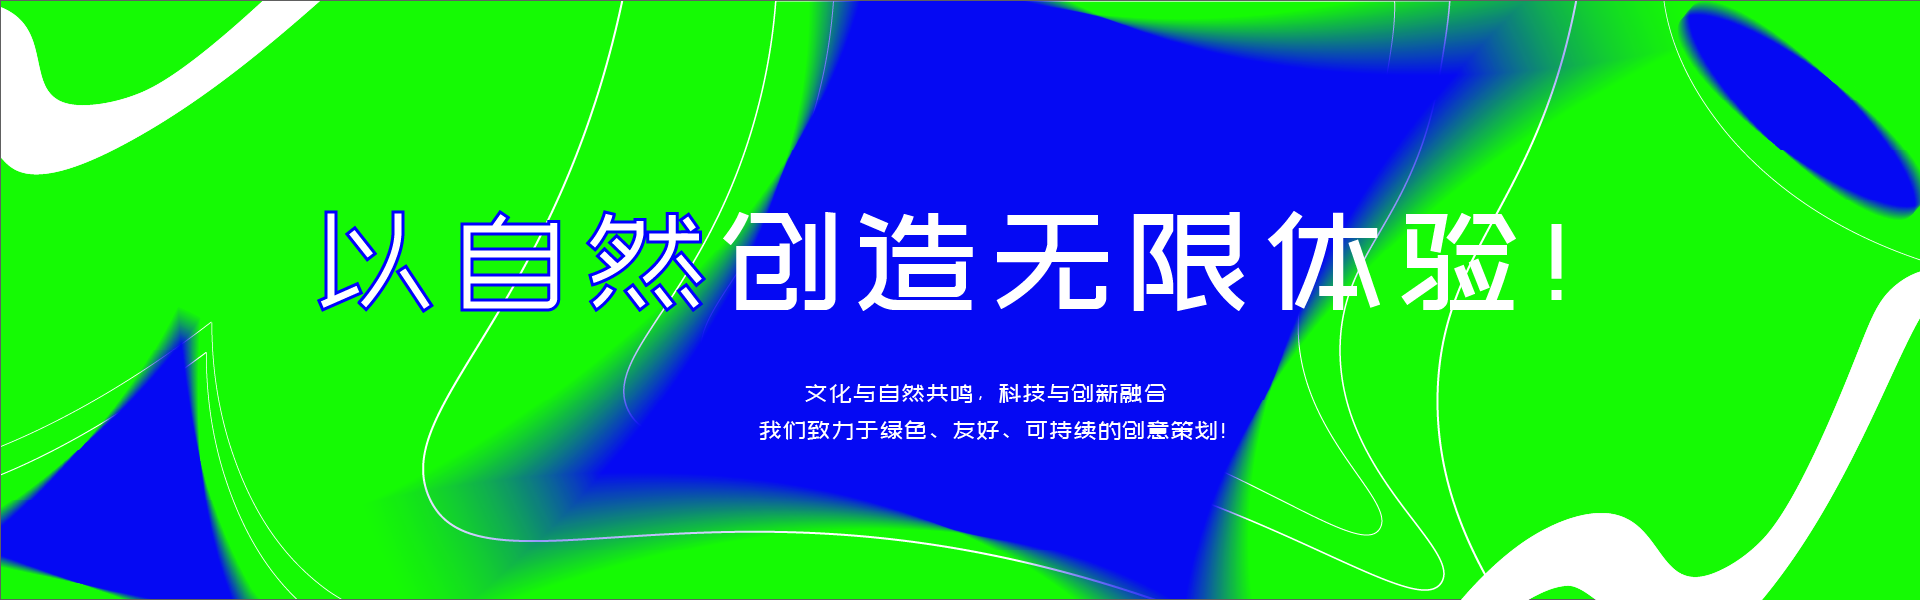 以自然创造无限体验！
文化与自然共鸣，科技与创新融合
我们致力于绿色、友好、可持续的创意策划！